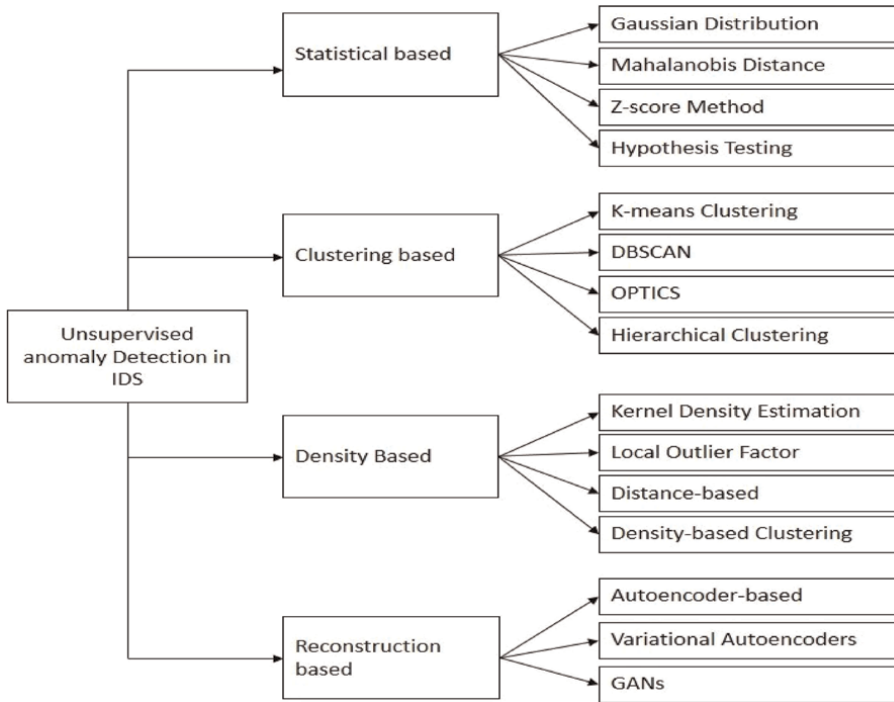 Unsupervised
anomaly Detection in
IDS
Statistical based
Gaussian Distribution
Mahalanobis Distance
Z-score Method
Hypothesis Testing
Clustering based
K-means Clustering
DBSCAN
OPTICS
Hierarchical Clustering
Density Based
Kernel Density Estimation
Local Outlier Factor
Distance-based
Density-based Clustering
Reconstruction
based
Autoencoder-based
Variational Autoencoders
GANs